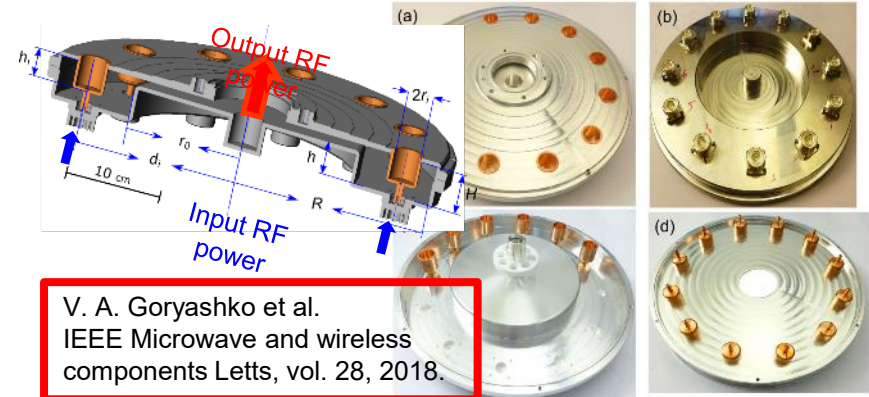 (a)
(b)
Output RF
power
h₁
2r₁
r₀
d₁
h
H
R
10 cm
Input RF
power
(d)
V. A. Goryashko et al.
IEEE Microwave and wireless
components Letts, vol. 28, 2018.